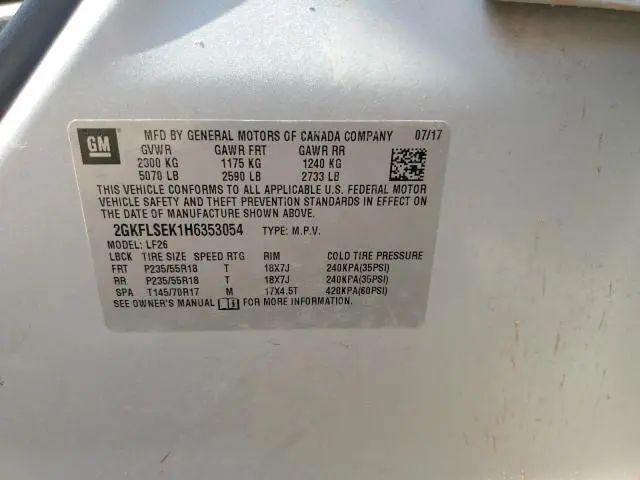 GM
MFD BY GENERAL MOTORS OF CANADA COMPANY 07/17
GVWR GAWR FRT GAWR RR
2300 KG 1175 KG 1240 KG
5070 LB 2590 LB 2733 LB
THIS VEHICLE CONFORMS TO ALL APPLICABLE U.S. FEDERAL MOTOR
VEHICLE SAFETY AND THEFT PREVENTION STANDARDS IN EFFECT ON
THE DATE OF MANUFACTURE SHOWN ABOVE.
2GKFLSEK1H6353054 TYPE: M.P.V.
MODEL: LF26
LBCK TIRE SIZE SPEED RTG RIM COLD TIRE PRESSURE
FRT P235/55R18 T 18X7J 240KPA(35PSI)
RR P235/55R18 T 18X7J 240KPA(35PSI)
SPA T145/70R17 M 17X4.5T 420KPA(60PSI)
SEE OWNER'S MANUAL FOR MORE INFORMATION.